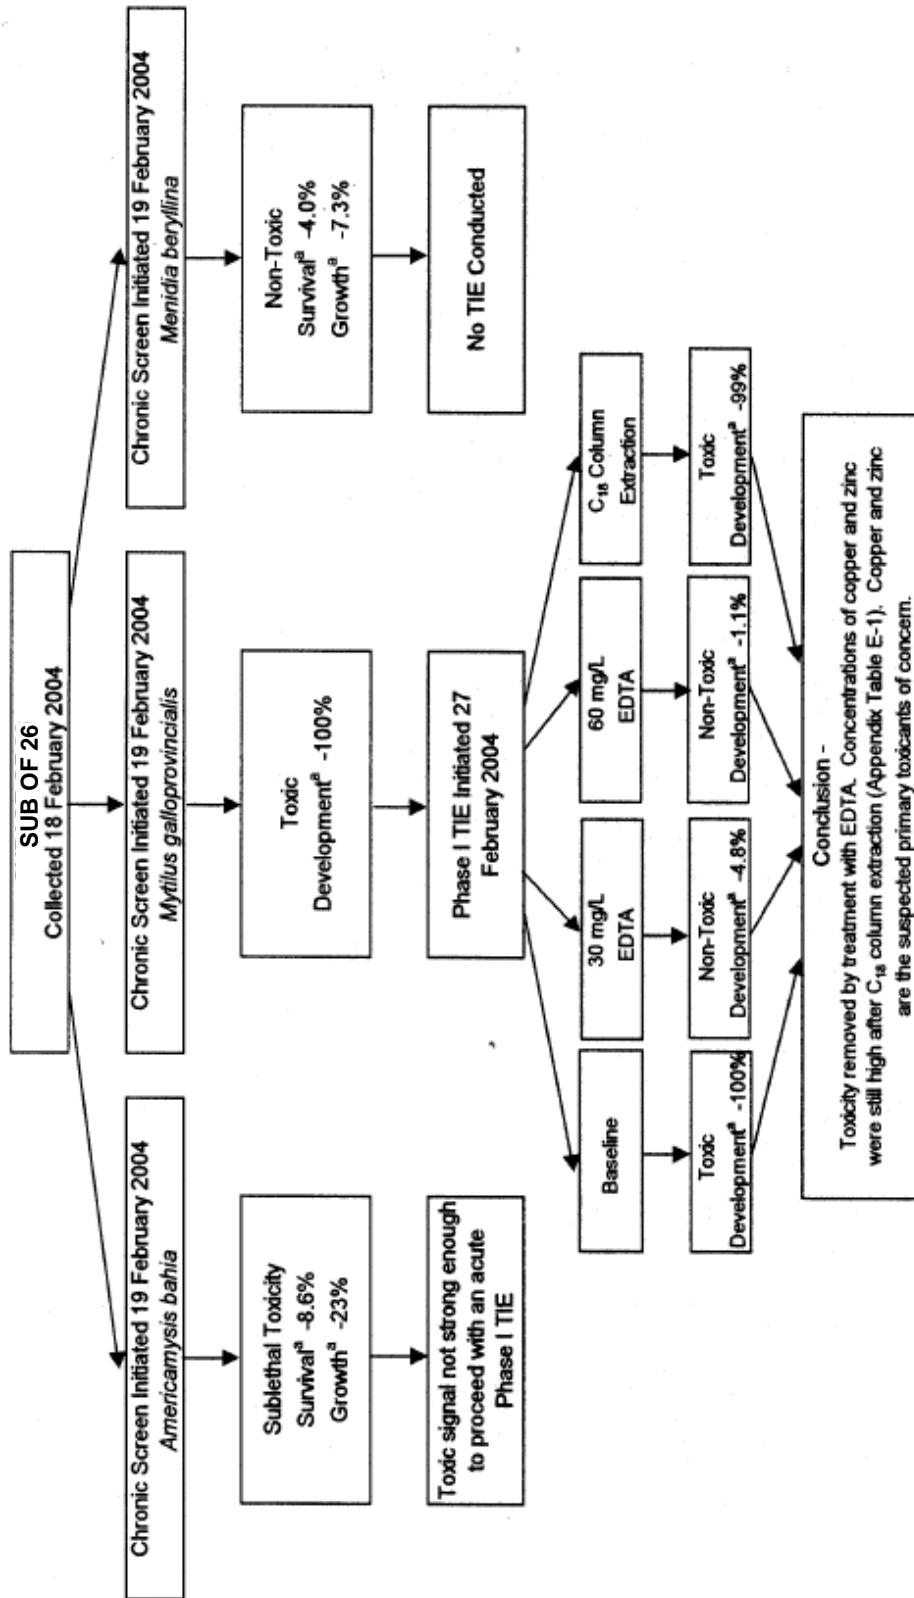 SUB OF 26
Collected 18 February 2004
Chronic Screen Initiated 19 February 2004
Americamysis bahia
Chronic Screen Initiated 19 February 2004
Mytilus galloprovincialis
Chronic Screen Initiated 19 February 2004
Menidia beryllina
Sublethal Toxicity
Survivalᵃ -8.6%
Growthᵃ -23%
Toxic
Developmentᵃ -100%
Non-Toxic
Survivalᵃ -4.0%
Growthᵃ -7.3%
Toxic signal not strong enough
to proceed with an acute
Phase I TIE
Phase I TIE Initiated 27
February 2004
No TIE Conducted
Baseline
30 mg/L
EDTA
60 mg/L
EDTA
C₁₈ Column
Extraction
Toxic
Developmentᵃ -100%
Non-Toxic
Developmentᵃ -4.8%
Non-Toxic
Developmentᵃ -1.1%
Toxic
Developmentᵃ -99%
Conclusion -
Toxicity removed by treatment with EDTA. Concentrations of copper and zinc
were still high after C₁₈ column extraction (Appendix Table E-1). Copper and zinc
are the suspected primary toxicants of concern.